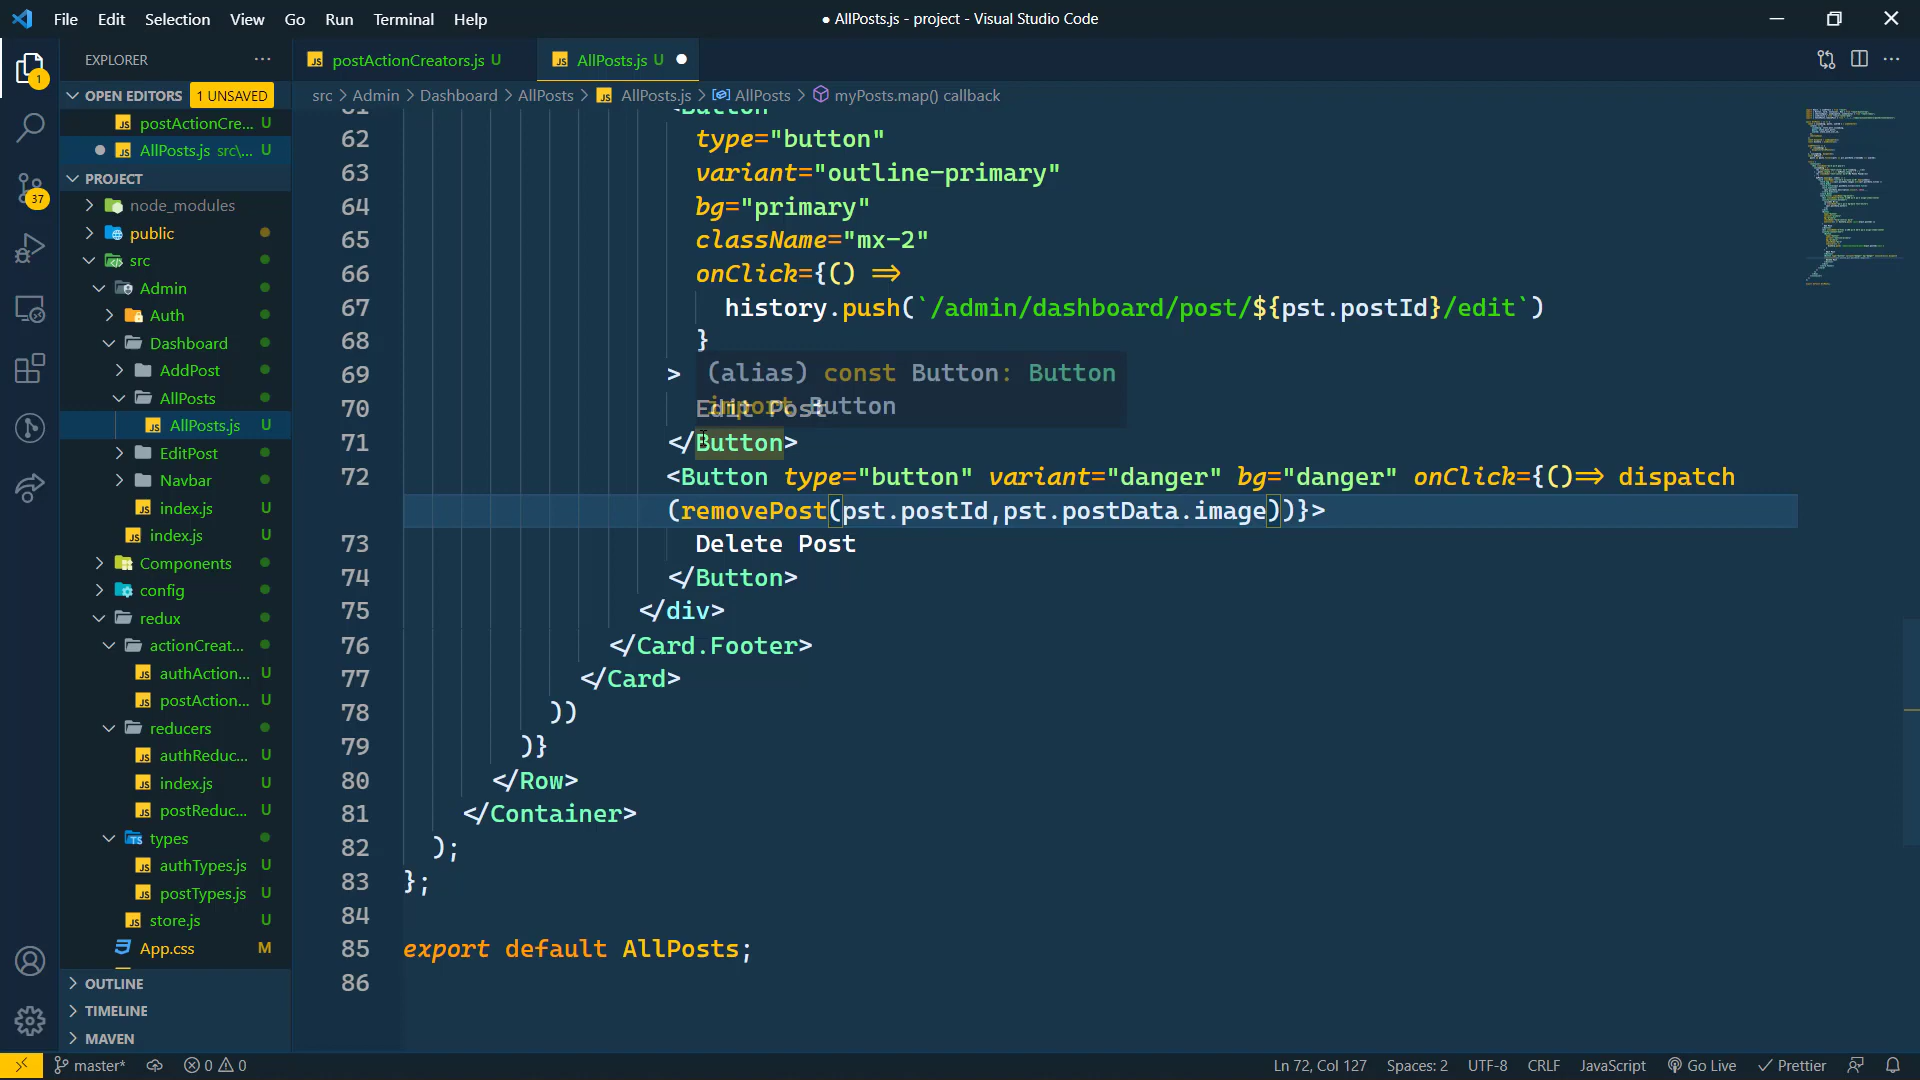 File Edit Selection View Go Run Terminal Help
● AllPosts.js - project - Visual Studio Code
EXPLORER
OPEN EDITORS 1 UNSAVED
postActionCre... U
AllPosts.js src\... U
PROJECT
node_modules
public
src
Admin
Auth
Dashboard
AddPost
AllPosts
AllPosts.js U
EditPost
Navbar
index.js U
index.js U
Components
config
redux
actionCreat...
authAction... U
postAction... U
reducers
authReduc... U
index.js U
postReduc... U
types
authTypes.js U
postTypes.js U
store.js U
App.css M
OUTLINE
TIMELINE
MAVEN
1
37
postActionCreators.js U
AllPosts.js U
src > Admin > Dashboard > AllPosts > AllPosts.js > AllPosts > myPosts.map() callback
61 <Button
62 type="button"
63 variant="outline-primary"
64 bg="primary"
65 className="mx-2"
66 onClick={() =>
67 history.push(`/admin/dashboard/post/${pst.postId}/edit`)
68 }
69 >
(alias) const Button: Button
import Button
70 Edit Post
71 </Button>
72 <Button type="button" variant="danger" bg="danger" onClick={()=> dispatch
(removePost(pst.postId,pst.postData.image))}>
73 Delete Post
74 </Button>
75 </div>
76 </Card.Footer>
77 </Card>
78 ))
79 )}
80 </Row>
81 </Container>
82 );
83 };
84
85 export default AllPosts;
86
master* 0 0
Ln 72, Col 127 Spaces: 2 UTF-8 CRLF JavaScript Go Live Prettier